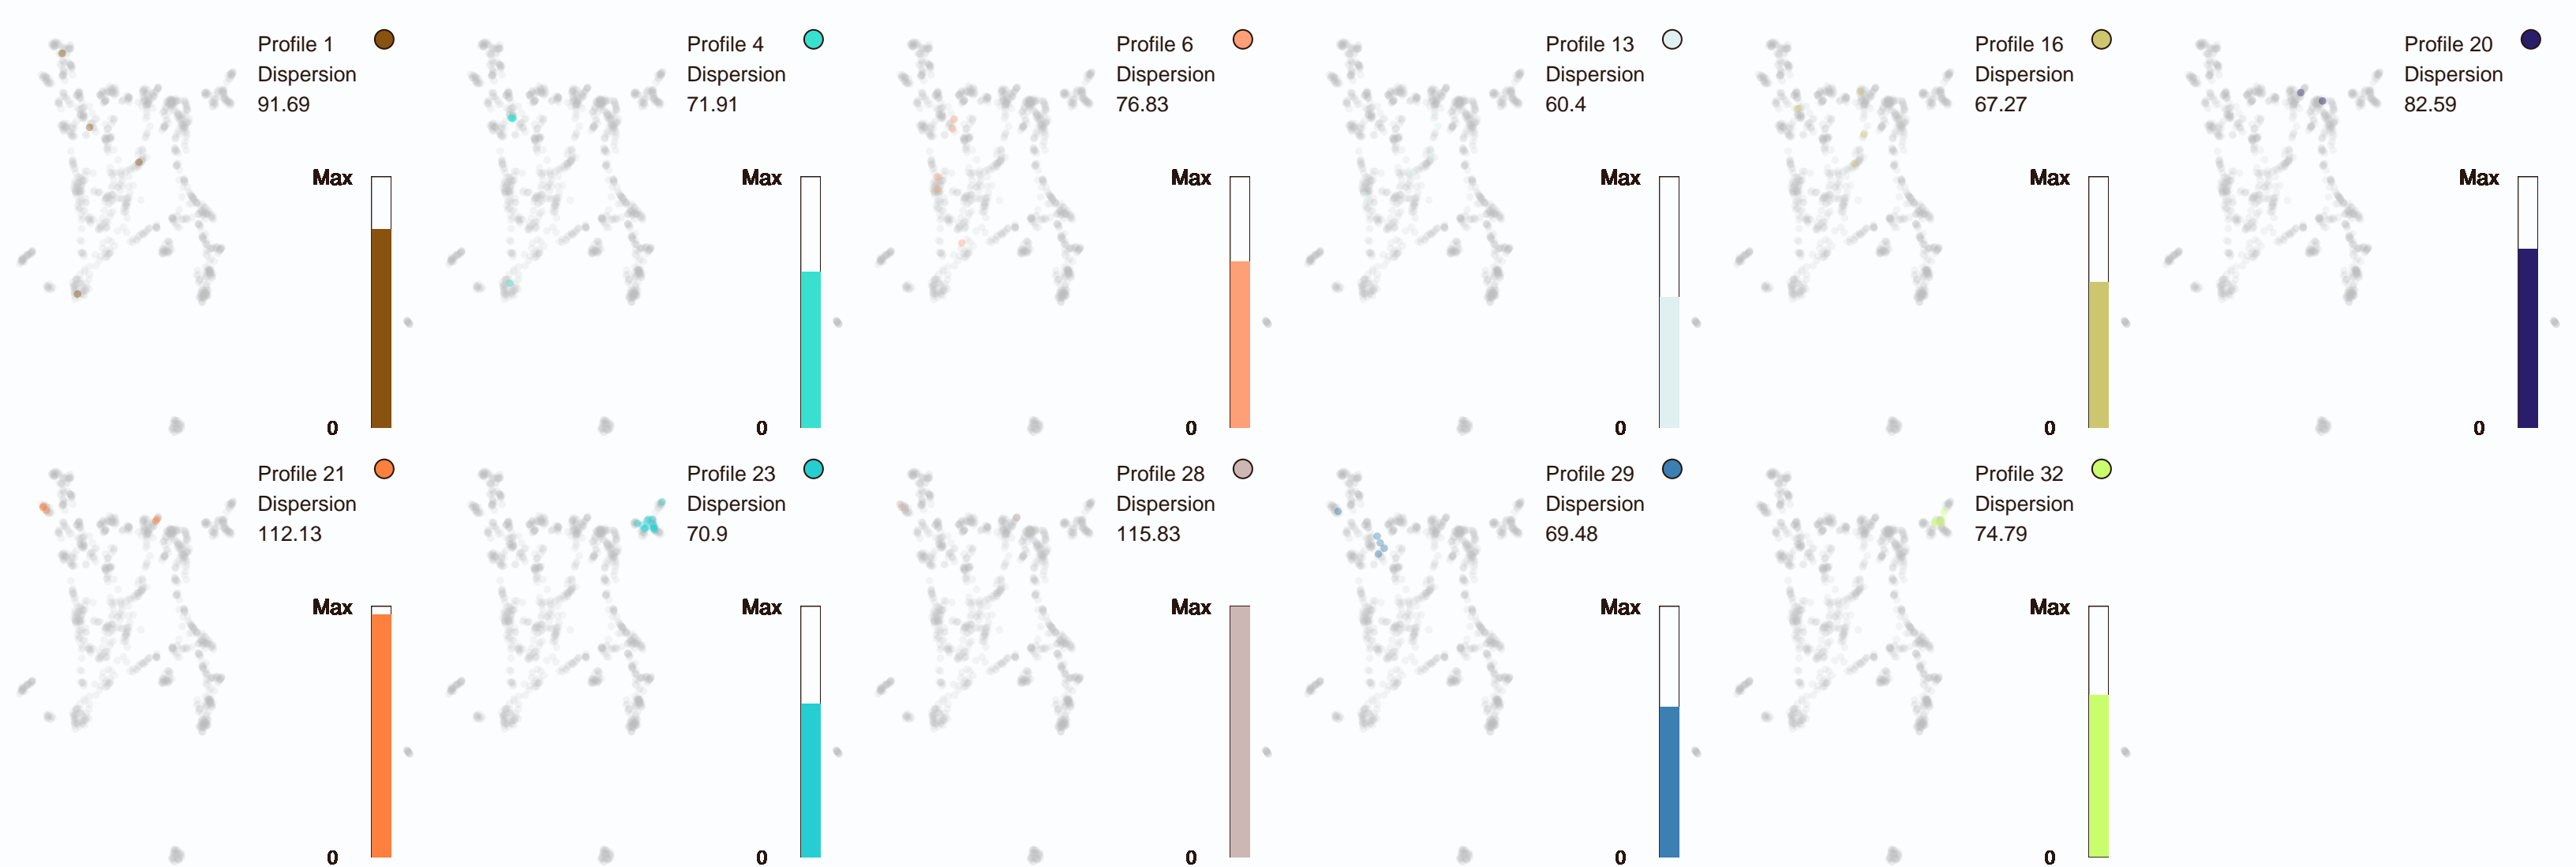 Profile 1
Dispersion
91.69
Max
0
Profile 4
Dispersion
71.91
Max
0
Profile 6
Dispersion
76.83
Max
0
Profile 13
Dispersion
60.4
Max
0
Profile 16
Dispersion
67.27
Max
0
Profile 20
Dispersion
82.59
Max
0
Profile 21
Dispersion
112.13
Max
0
Profile 23
Dispersion
70.9
Max
0
Profile 28
Dispersion
115.83
Max
0
Profile 29
Dispersion
69.48
Max
0
Profile 32
Dispersion
74.79
Max
0